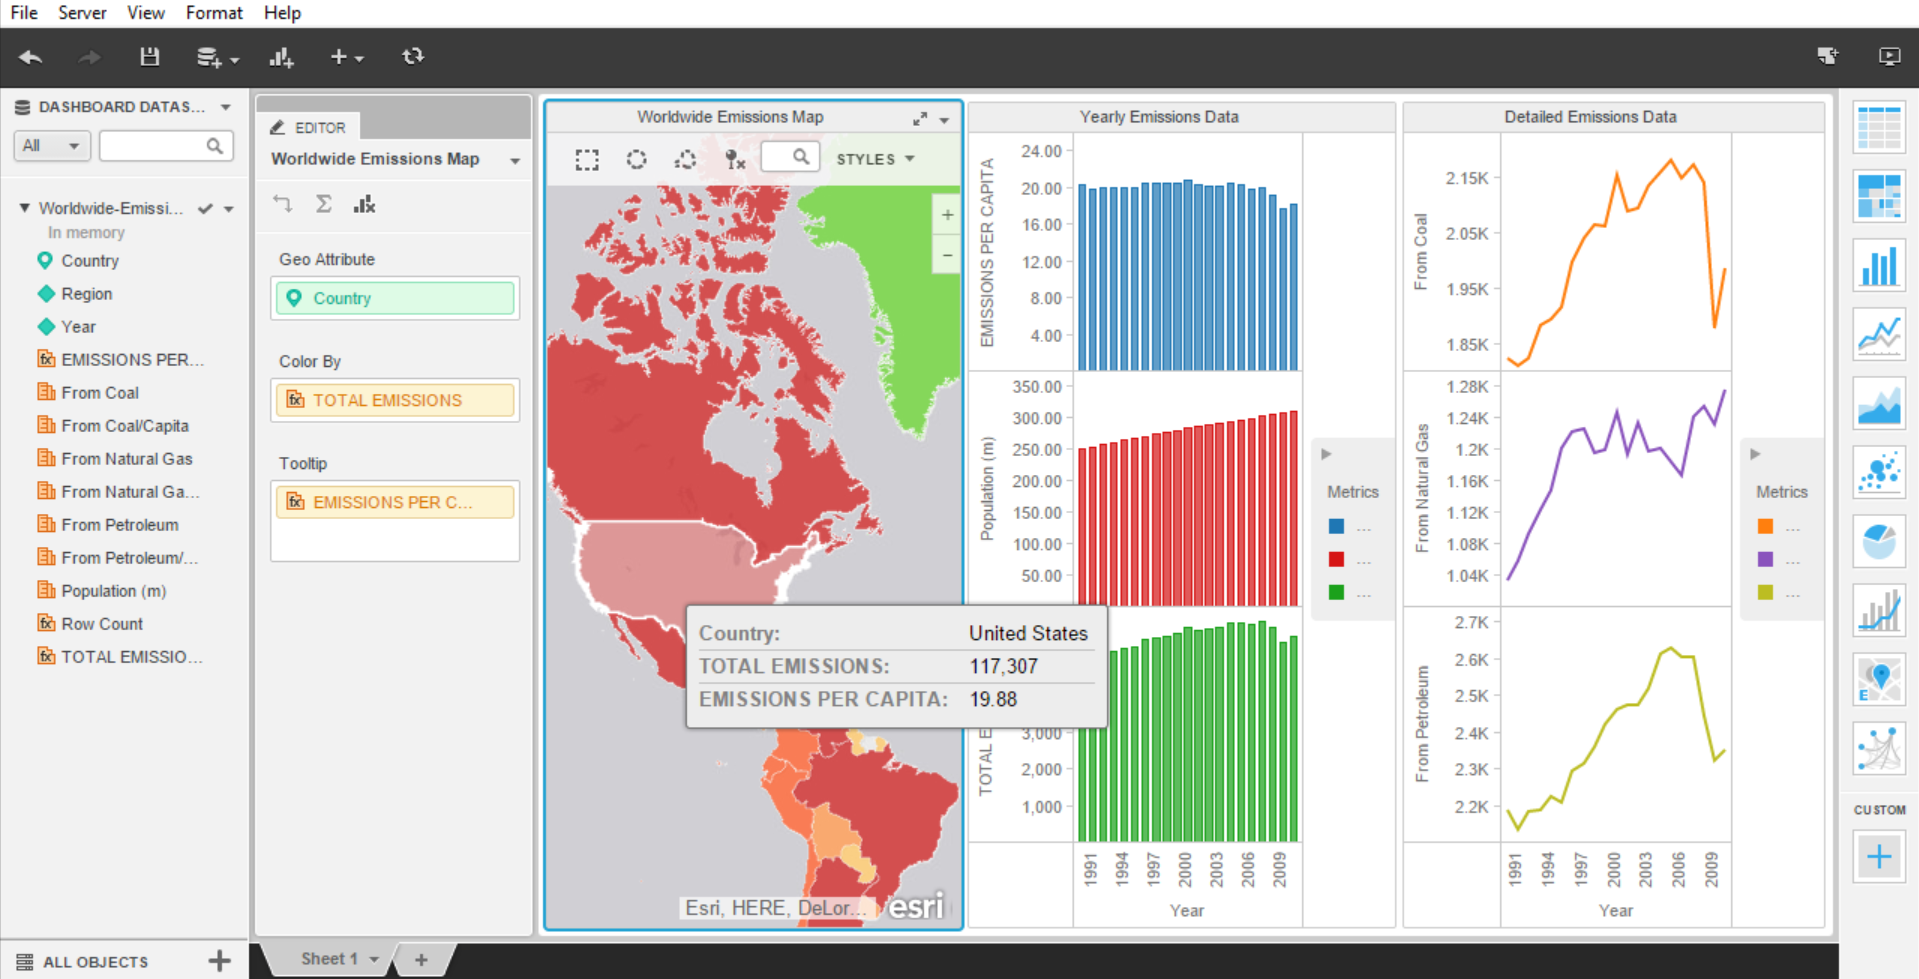 File Server View Format Help
DASHBOARD DATAS...
All
Worldwide-Emissi...
In memory
Country
Region
Year
EMISSIONS PER...
From Coal
From Coal/Capita
From Natural Gas
From Natural Ga...
From Petroleum
From Petroleum/...
Population (m)
Row Count
TOTAL EMISSIO...
ALL OBJECTS
EDITOR
Worldwide Emissions Map
Geo Attribute
Country
Color By
TOTAL EMISSIONS
Tooltip
EMISSIONS PER C...
Worldwide Emissions Map
STYLES
+
−
Country: United States
TOTAL EMISSIONS: 117,307
EMISSIONS PER CAPITA: 19.88
Esri, HERE, DeLor...
esri
Yearly Emissions Data
EMISSIONS PER CAPITA
24.00
20.00
16.00
12.00
8.00
4.00
Population (m)
350.00
300.00
250.00
200.00
150.00
100.00
50.00
TOTAL E
3,000
2,000
1,000
1991 1994 1997 2000 2003 2006 2009
Year
Metrics
...
...
...
Detailed Emissions Data
From Coal
2.15K
2.05K
1.95K
1.85K
From Natural Gas
1.28K
1.24K
1.2K
1.16K
1.12K
1.08K
1.04K
From Petroleum
2.7K
2.6K
2.5K
2.4K
2.3K
2.2K
1991 1994 1997 2000 2003 2006 2009
Year
Metrics
...
...
...
E
CUSTOM
Sheet 1
+